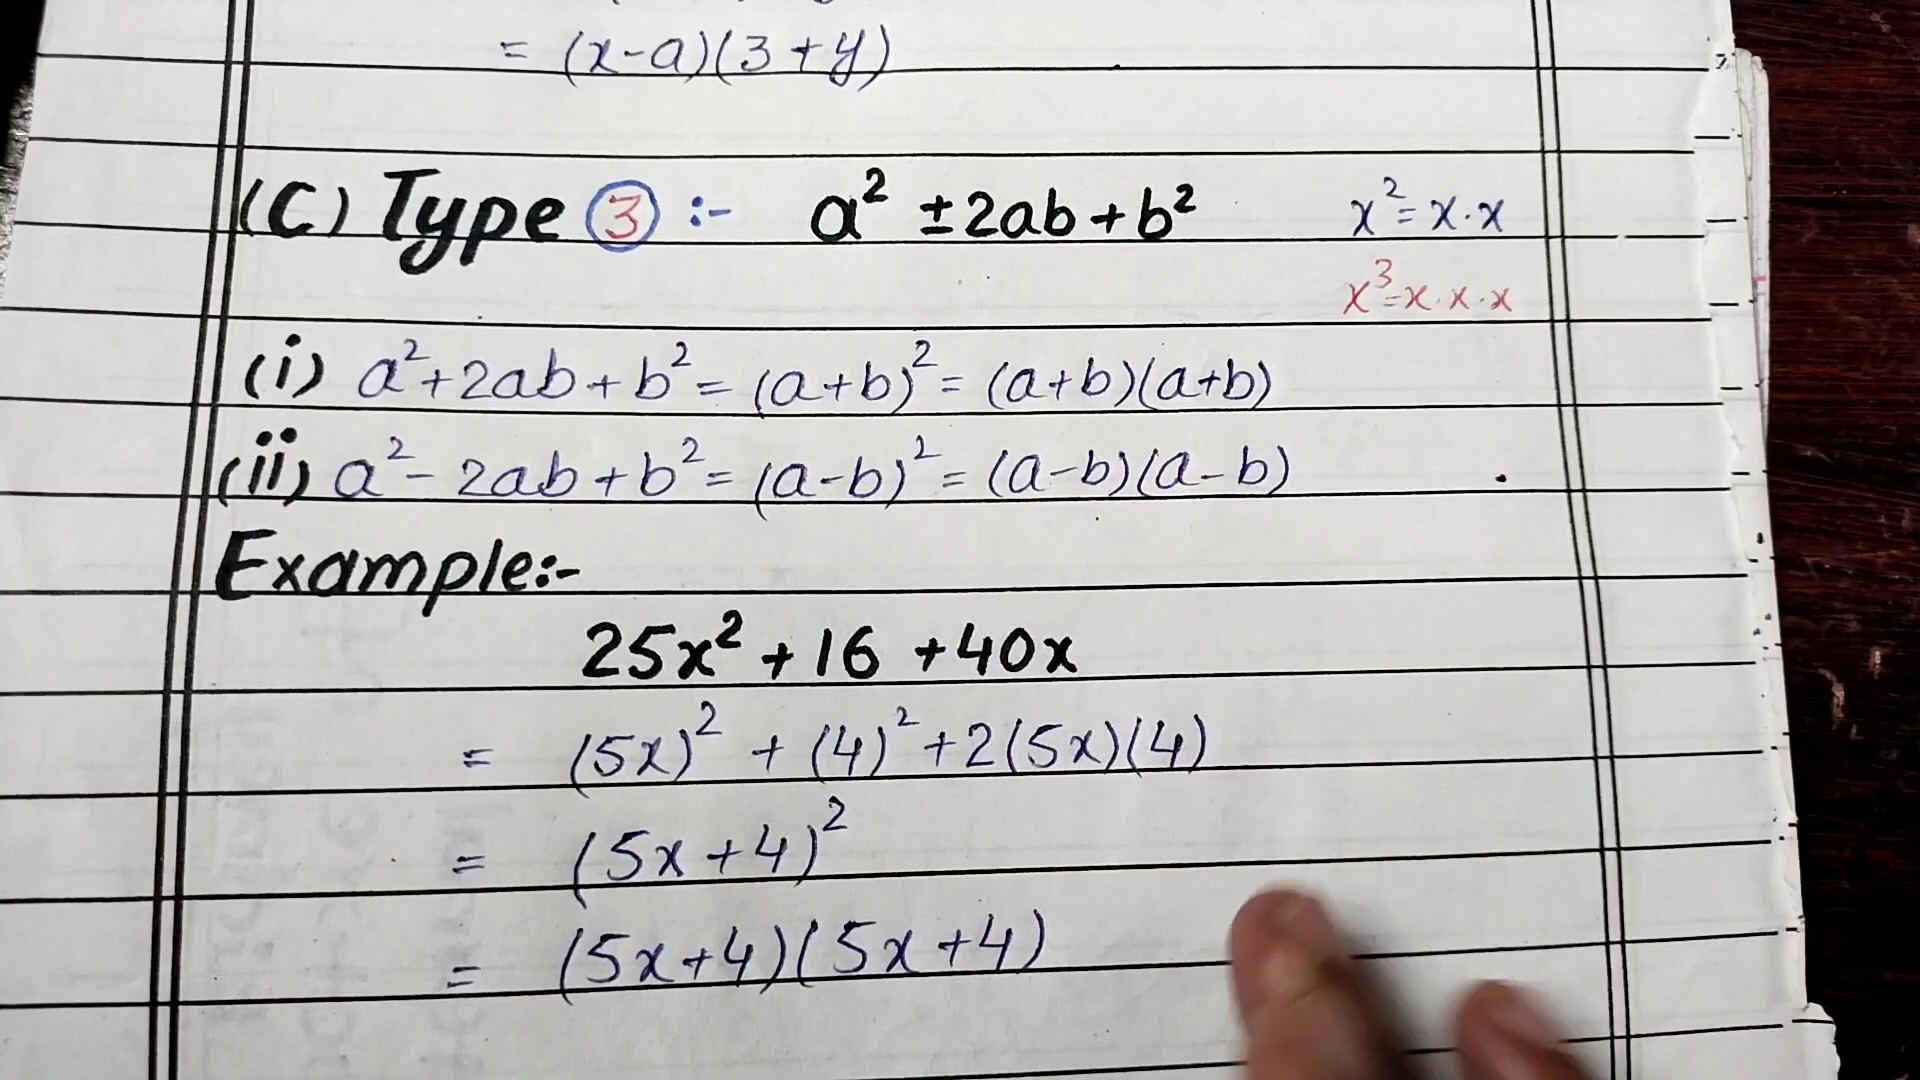 = (x-a)(3+y)
(C) Type 3 :- a² ±2ab+b² x²=x·x
x³=x·x·x
(i) a²+2ab+b²=(a+b)²=(a+b)(a+b)
(ii) a²-2ab+b²=(a-b)²=(a-b)(a-b)
Example:-
25x²+16+40x
= (5x)²+(4)²+2(5x)(4)
= (5x+4)²
= (5x+4)(5x+4)